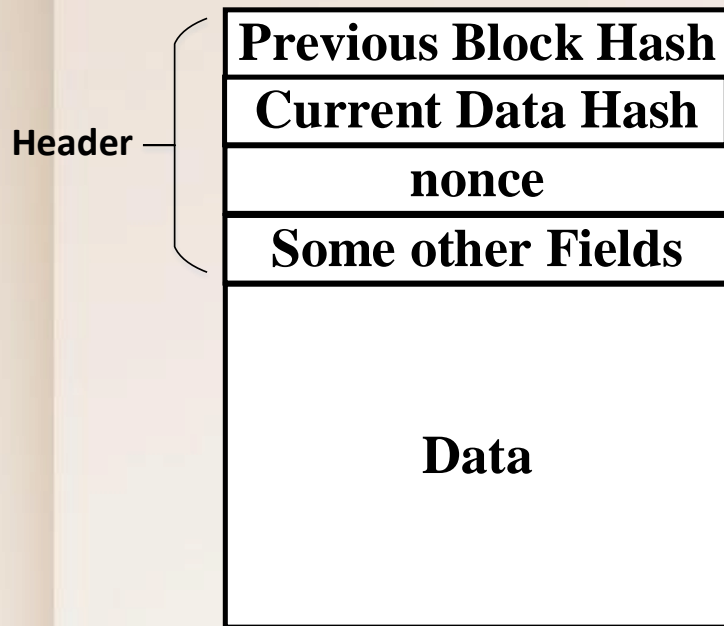 Previous Block Hash
Current Data Hash
Header
nonce
Some other Fields
Data